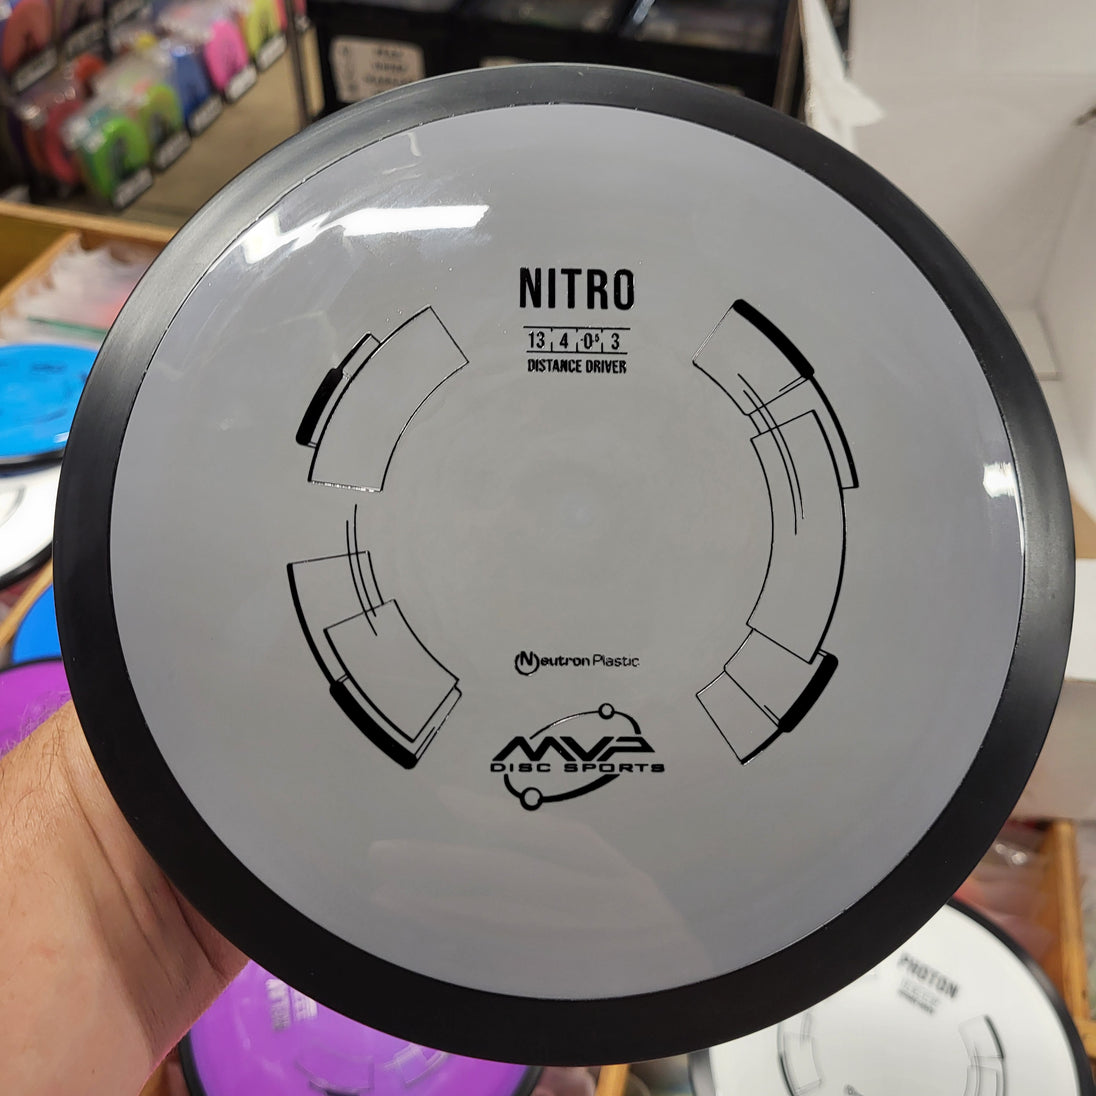 NITRO
13 4 -0.5 3
DISTANCE DRIVER
Neutron Plastic
MVP
DISC SPORTS
PHOTON